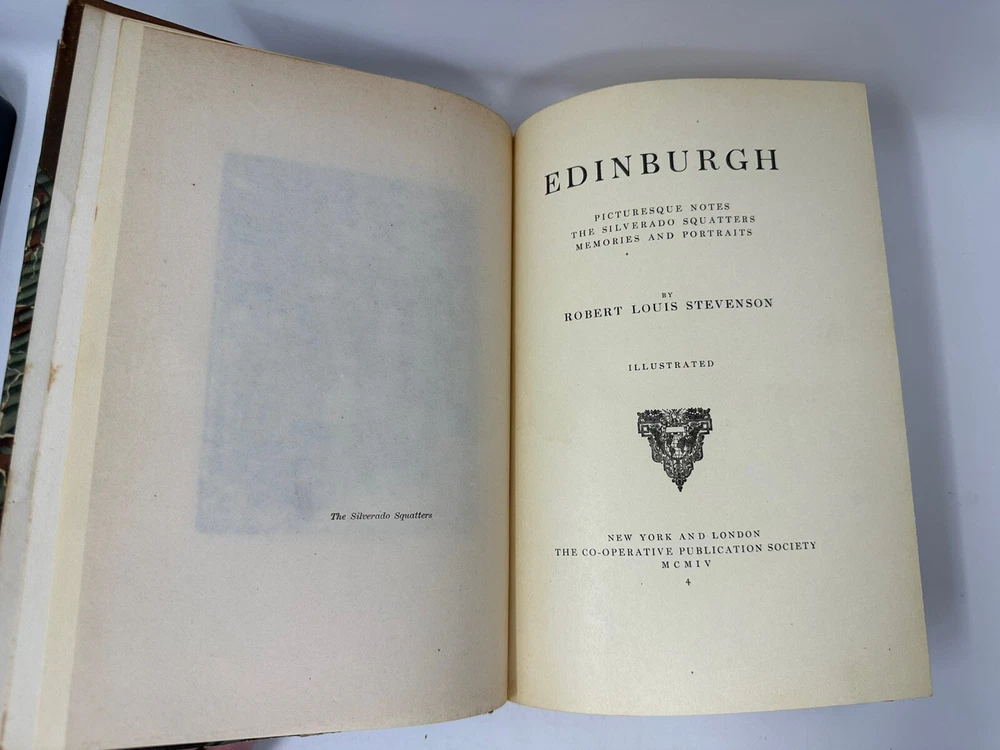 The Silverado Squatters
EDINBURGH
PICTURESQUE NOTES
THE SILVERADO SQUATTERS
MEMORIES AND PORTRAITS
BY
ROBERT LOUIS STEVENSON
ILLUSTRATED
NEW YORK AND LONDON
THE CO-OPERATIVE PUBLICATION SOCIETY
MCMIV
4